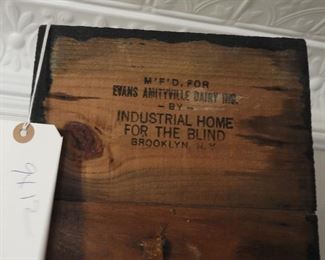 M'F'D. FOR
EVANS AMITYVILLE DAIRY INC.
- BY -
INDUSTRIAL HOME
FOR THE BLIND
BROOKLYN, N.Y.